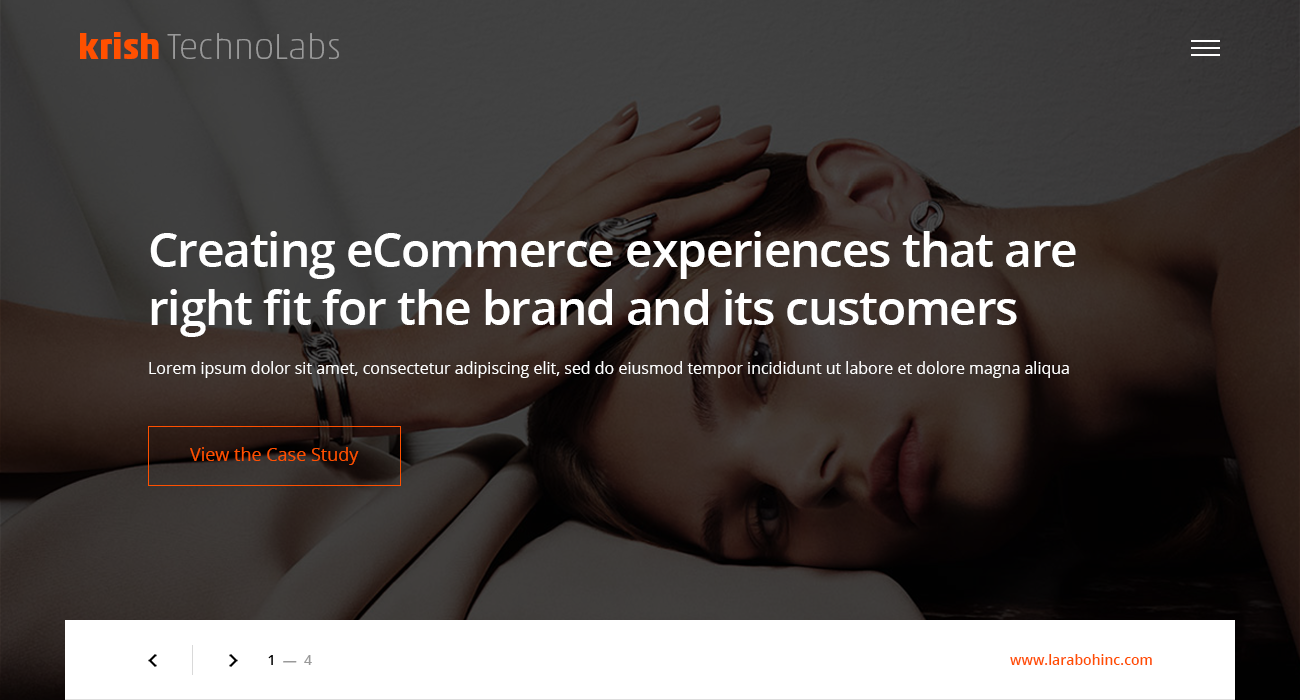 krish TechnoLabs
Creating eCommerce experiences that are
right fit for the brand and its customers
Lorem ipsum dolor sit amet, consectetur adipiscing elit, sed do eiusmod tempor incididunt ut labore et dolore magna aliqua
View the Case Study
1 — 4
www.larabohinc.com